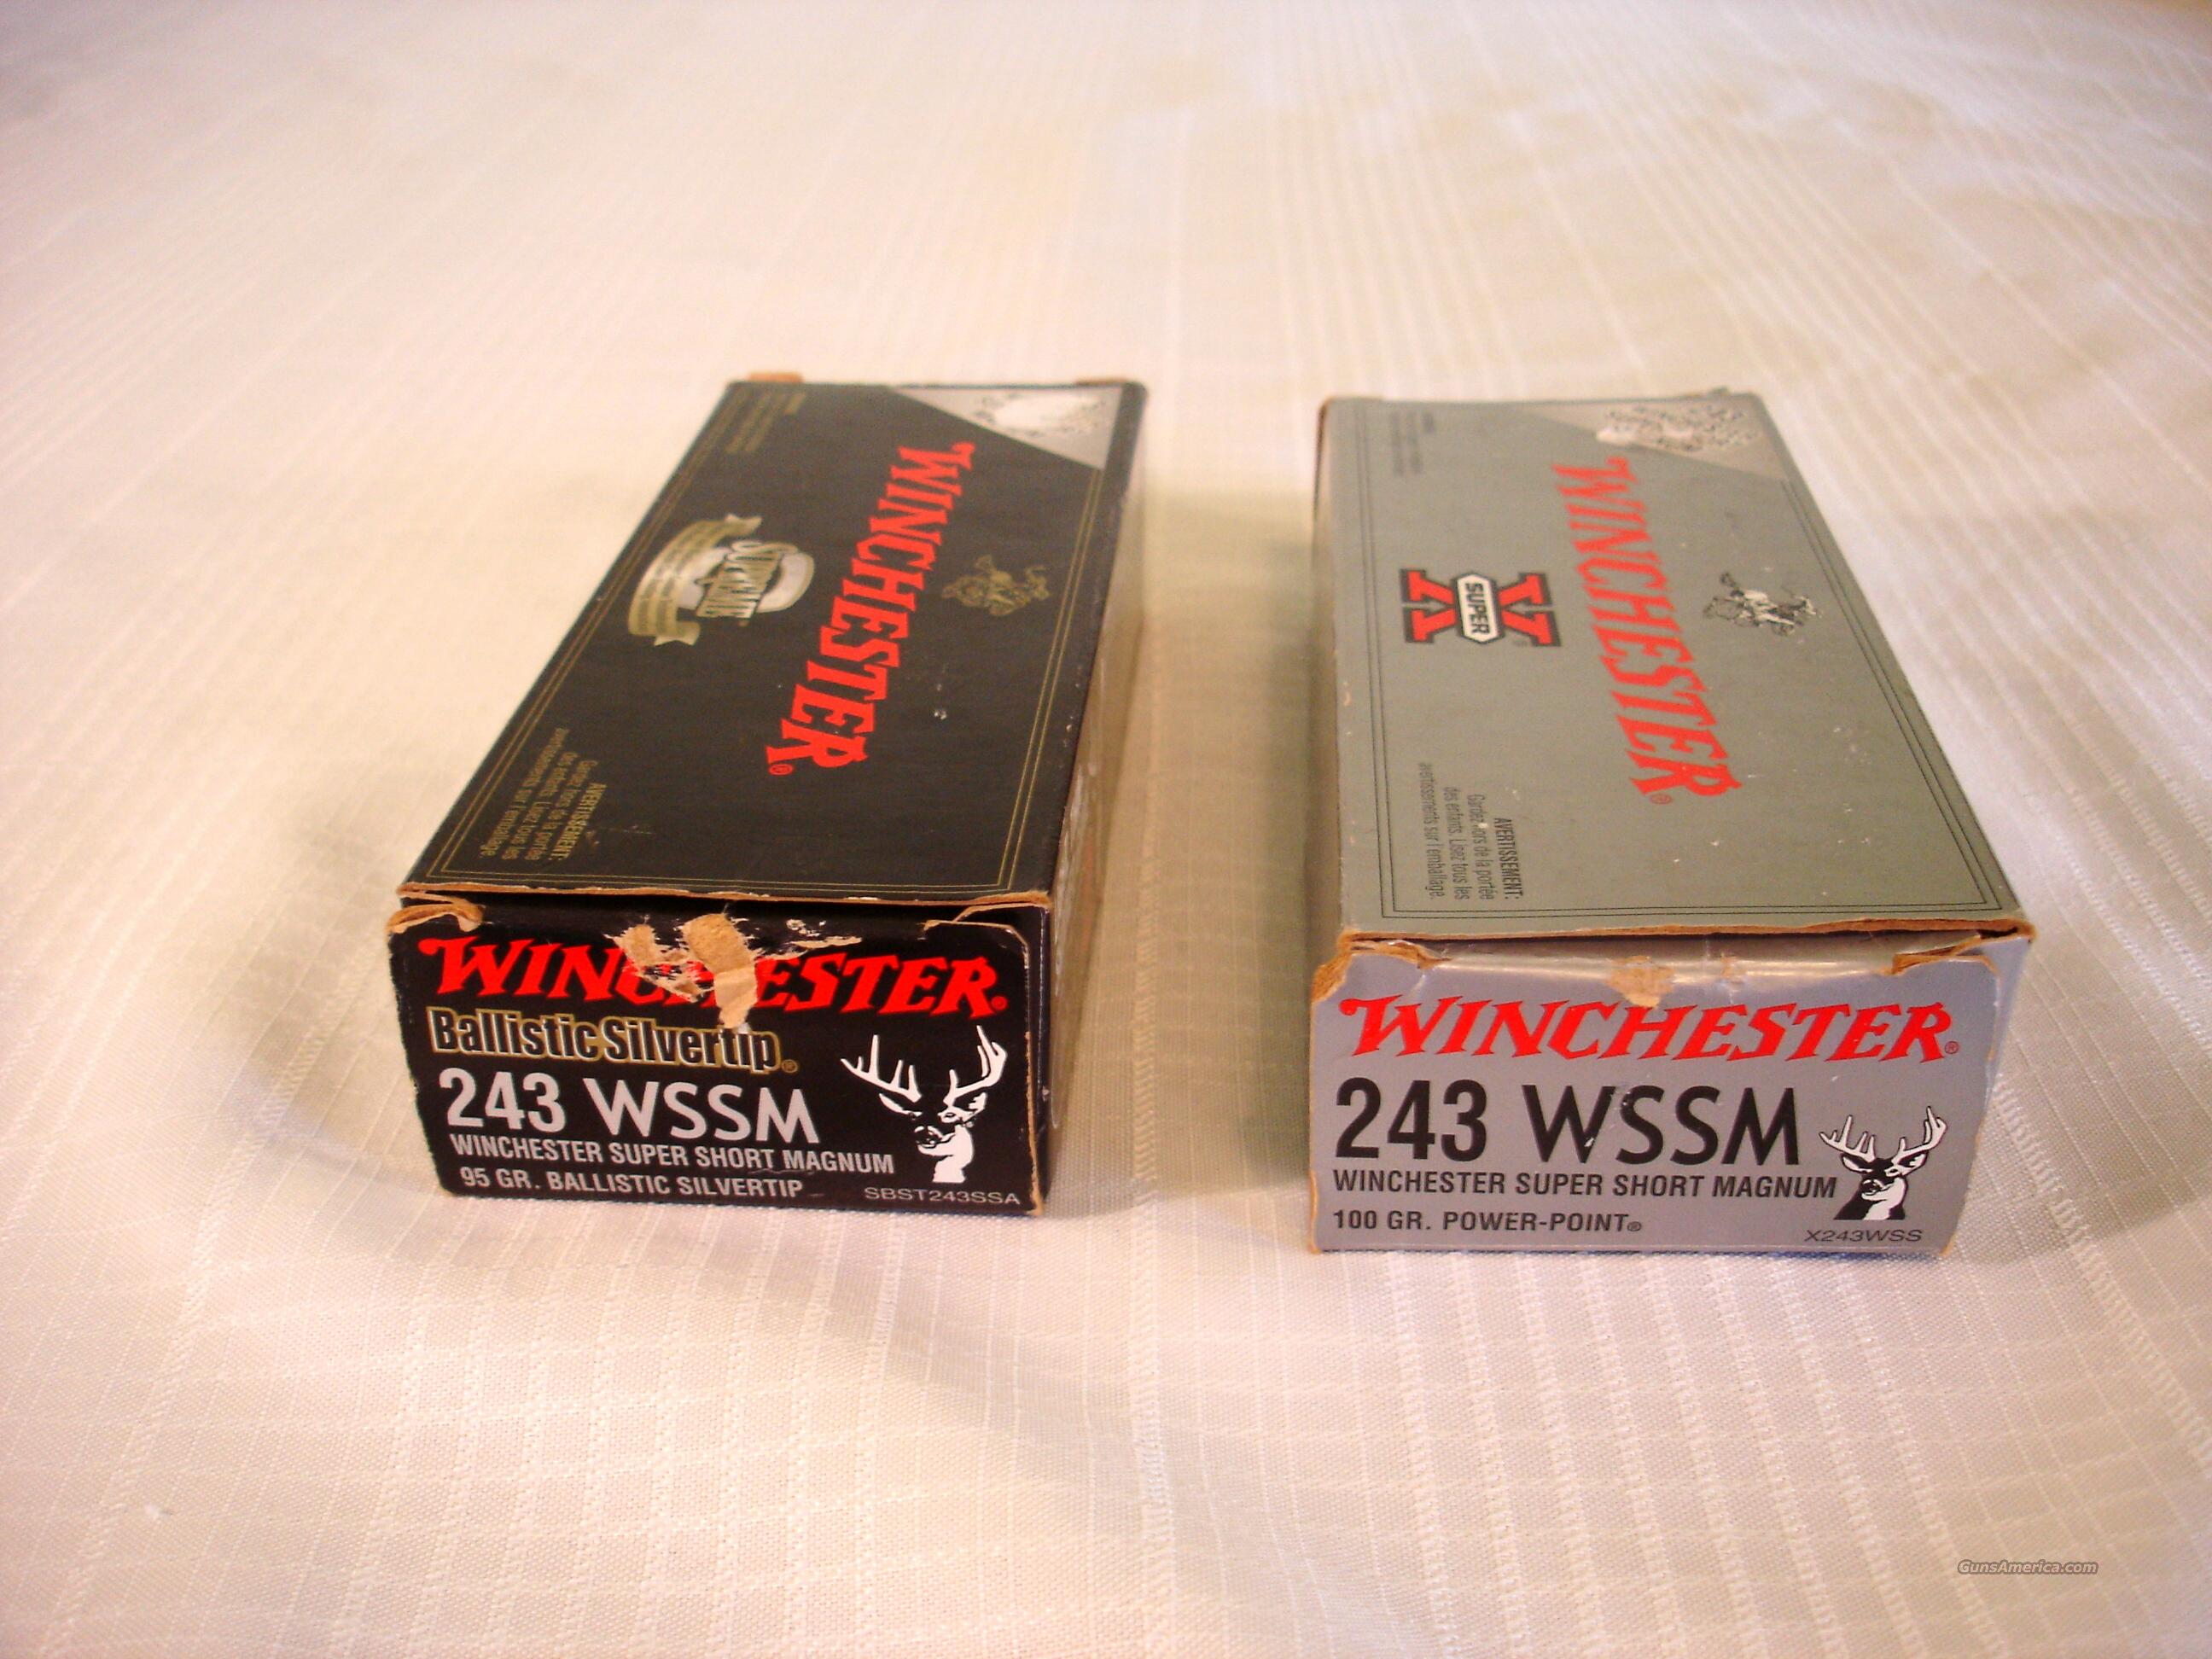 WINCHESTER®
SUPREME
AVERTISSEMENT:
Gardez hors de la portée
des enfants. Lisez tous les
avertissements sur l'emballage.
WINCHESTER®
Ballistic Silvertip®
243 WSSM
WINCHESTER SUPER SHORT MAGNUM
95 GR. BALLISTIC SILVERTIP
SBST243SSA
WINCHESTER®
SUPER X
AVERTISSEMENT:
Gardez hors de la portée
des enfants. Lisez tous les
avertissements sur l'emballage.
WINCHESTER®
243 WSSM
WINCHESTER SUPER SHORT MAGNUM
100 GR. POWER-POINT®
X243WSS
GunsAmerica.com